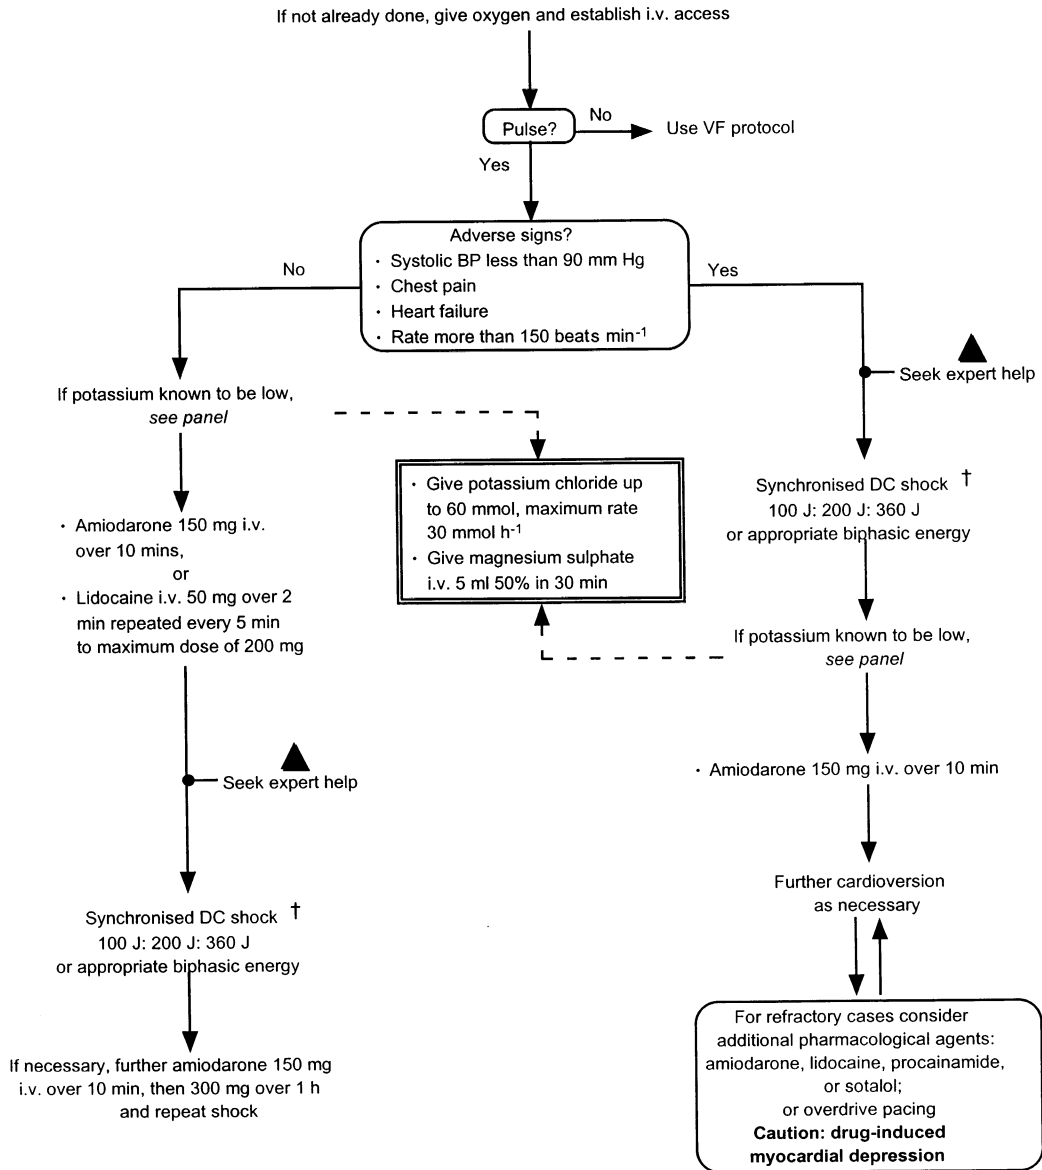 If not already done, give oxygen and establish i.v. access
Pulse?
No
Use VF protocol
Yes
Adverse signs?
· Systolic BP less than 90 mm Hg
· Chest pain
· Heart failure
· Rate more than 150 beats min⁻¹
No
Yes
If potassium known to be low,
see panel
· Amiodarone 150 mg i.v.
over 10 mins,
or
· Lidocaine i.v. 50 mg over 2
min repeated every 5 min
to maximum dose of 200 mg
Seek expert help
Synchronised DC shock †
100 J: 200 J: 360 J
or appropriate biphasic energy
If necessary, further amiodarone 150 mg
i.v. over 10 min, then 300 mg over 1 h
and repeat shock
· Give potassium chloride up
to 60 mmol, maximum rate
30 mmol h⁻¹
· Give magnesium sulphate
i.v. 5 ml 50% in 30 min
Seek expert help
Synchronised DC shock †
100 J: 200 J: 360 J
or appropriate biphasic energy
If potassium known to be low,
see panel
· Amiodarone 150 mg i.v. over 10 min
Further cardioversion
as necessary
For refractory cases consider
additional pharmacological agents:
amiodarone, lidocaine, procainamide,
or sotalol;
or overdrive pacing
Caution: drug-induced
myocardial depression